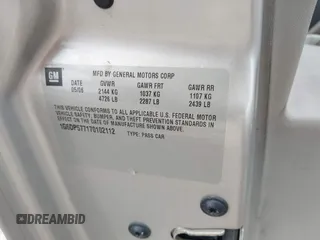 GM
MFD BY GENERAL MOTORS CORP
DATE GVWR GAWR FRT GAWR RR
05/06 2144 KG 1037 KG 1107 KG
4726 LB 2287 LB 2439 LB
THIS VEHICLE CONFORMS TO ALL APPLICABLE U.S. FEDERAL MOTOR
VEHICLE SAFETY, BUMPER, AND THEFT PREVENTION STANDARDS
IN EFFECT ON THE DATE OF MANUFACTURE SHOWN ABOVE.
TYPE: PASS CAR
DREAMBID